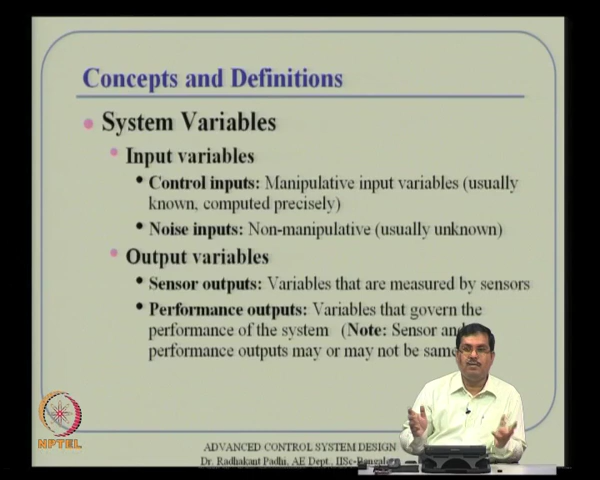 Concepts and Definitions
System Variables
Input variables
Control inputs: Manipulative input variables (usually
known, computed precisely)
Noise inputs: Non-manipulative (usually unknown)
Output variables
Sensor outputs: Variables that are measured by sensors
Performance outputs: Variables that govern the
performance of the system (Note: Sensor and
performance outputs may or may not be same
NPTEL
ADVANCED CONTROL SYSTEM DESIGN
Dr. Radhakant Padhi, AE Dept., IISc-Bangalore